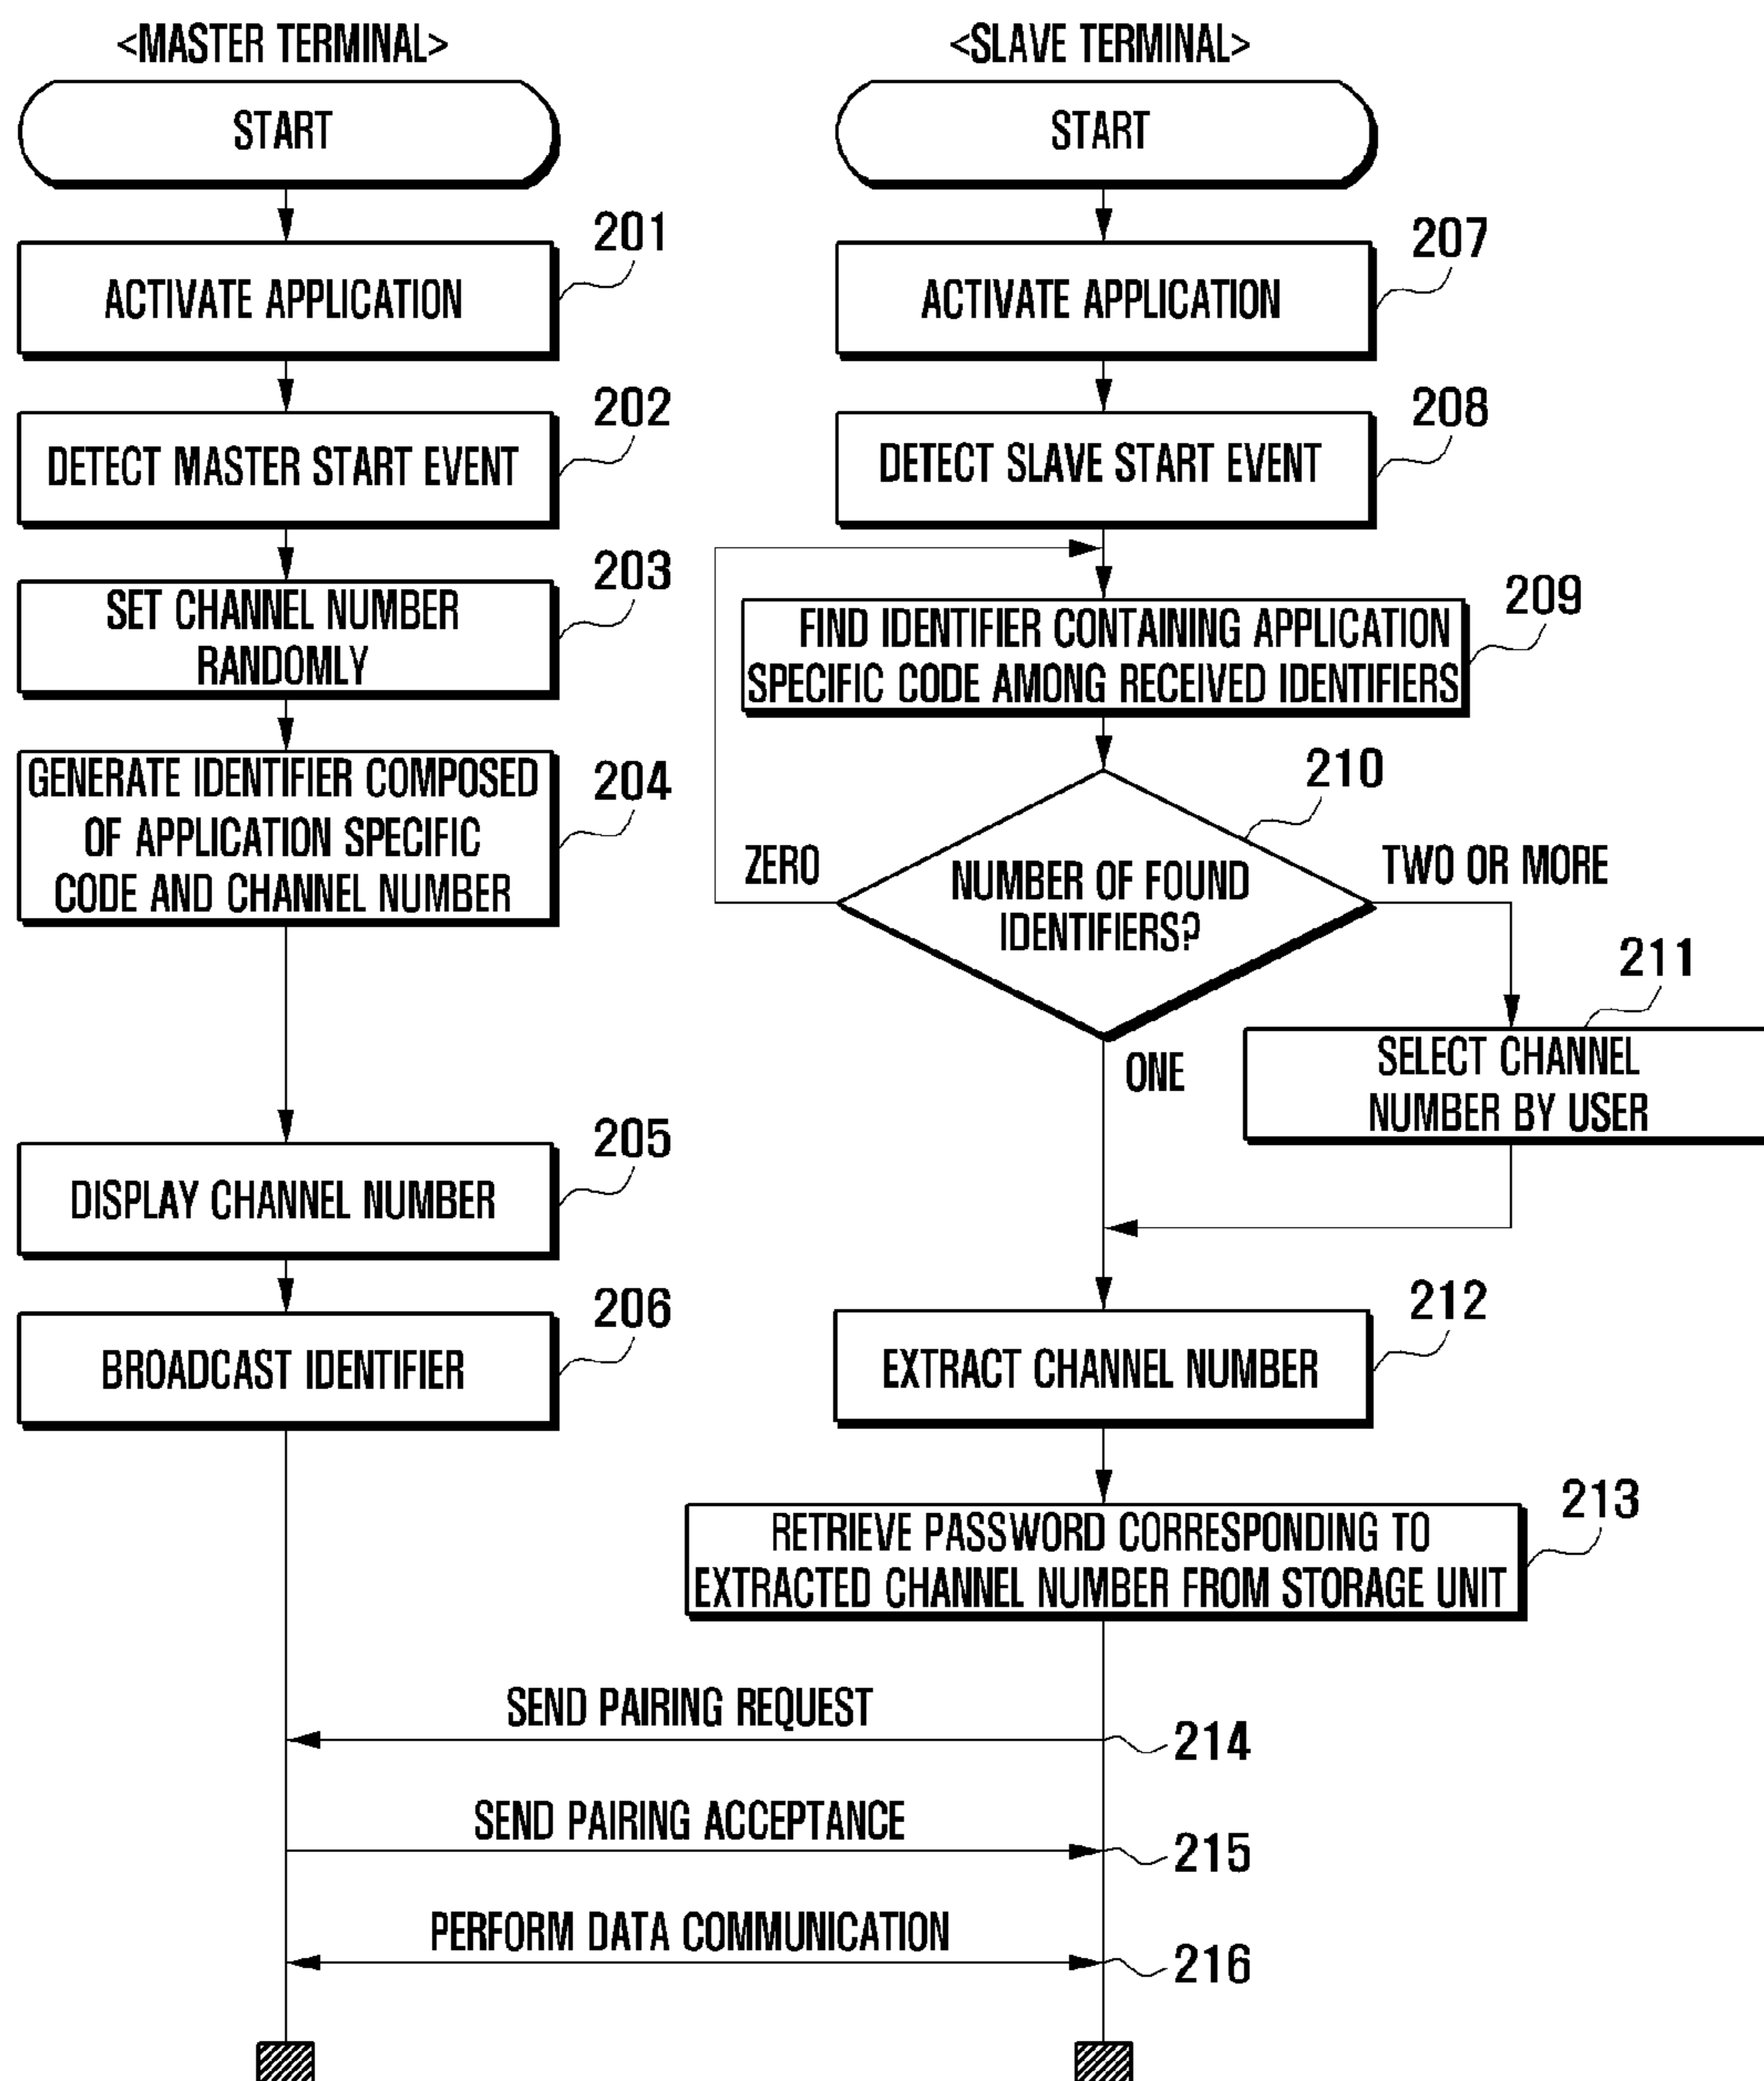 <MASTER TERMINAL>
START
201
ACTIVATE APPLICATION
202
DETECT MASTER START EVENT
203
SET CHANNEL NUMBER
RANDOMLY
204
GENERATE IDENTIFIER COMPOSED
OF APPLICATION SPECIFIC
CODE AND CHANNEL NUMBER
205
DISPLAY CHANNEL NUMBER
206
BROADCAST IDENTIFIER
<SLAVE TERMINAL>
START
207
ACTIVATE APPLICATION
208
DETECT SLAVE START EVENT
209
FIND IDENTIFIER CONTAINING APPLICATION
SPECIFIC CODE AMONG RECEIVED IDENTIFIERS
210
ZERO
NUMBER OF FOUND
IDENTIFIERS?
TWO OR MORE
211
ONE
SELECT CHANNEL
NUMBER BY USER
212
EXTRACT CHANNEL NUMBER
213
RETRIEVE PASSWORD CORRESPONDING TO
EXTRACTED CHANNEL NUMBER FROM STORAGE UNIT
SEND PAIRING REQUEST
214
SEND PAIRING ACCEPTANCE
215
PERFORM DATA COMMUNICATION
216